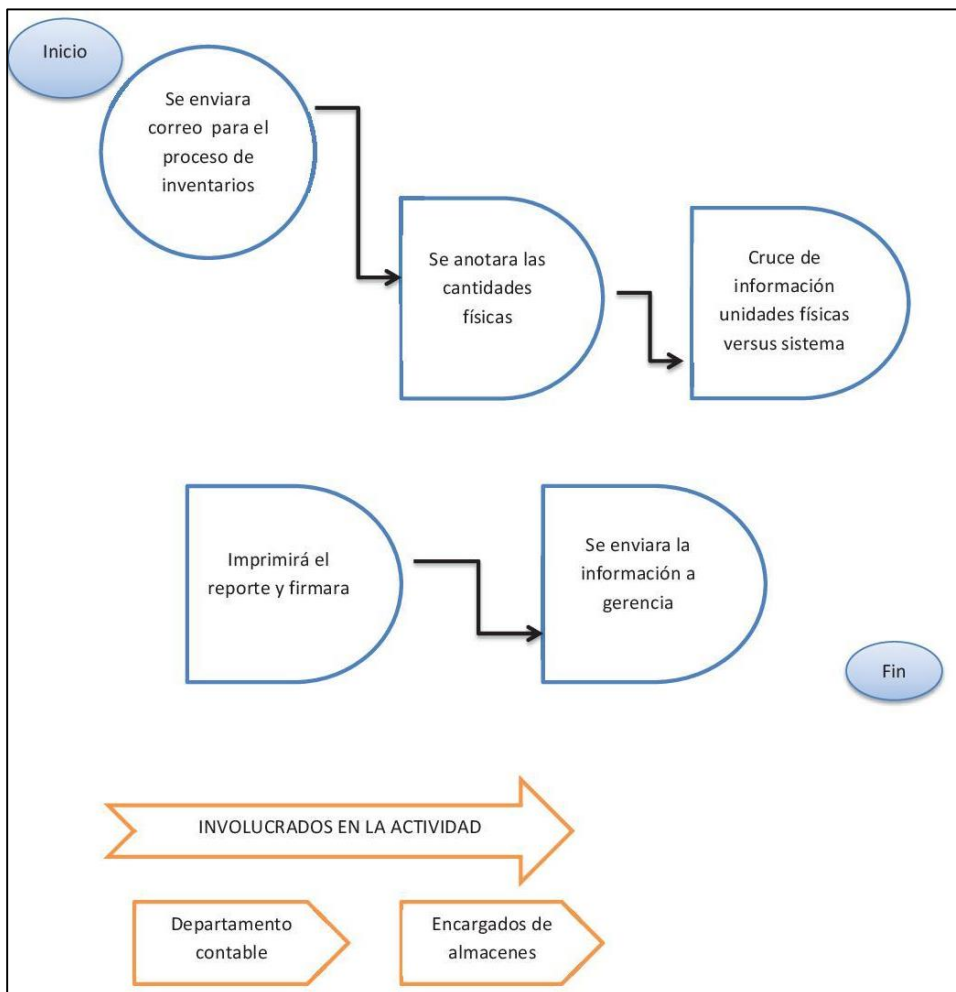 Inicio
Se enviara
correo para el
proceso de
inventarios
Se anotara las
cantidades
físicas
Cruce de
información
unidades físicas
versus sistema
Imprimirá el
reporte y firmara
Se enviara la
información a
gerencia
Fin
INVOLUCRADOS EN LA ACTIVIDAD
Departamento
contable
Encargados de
almacenes